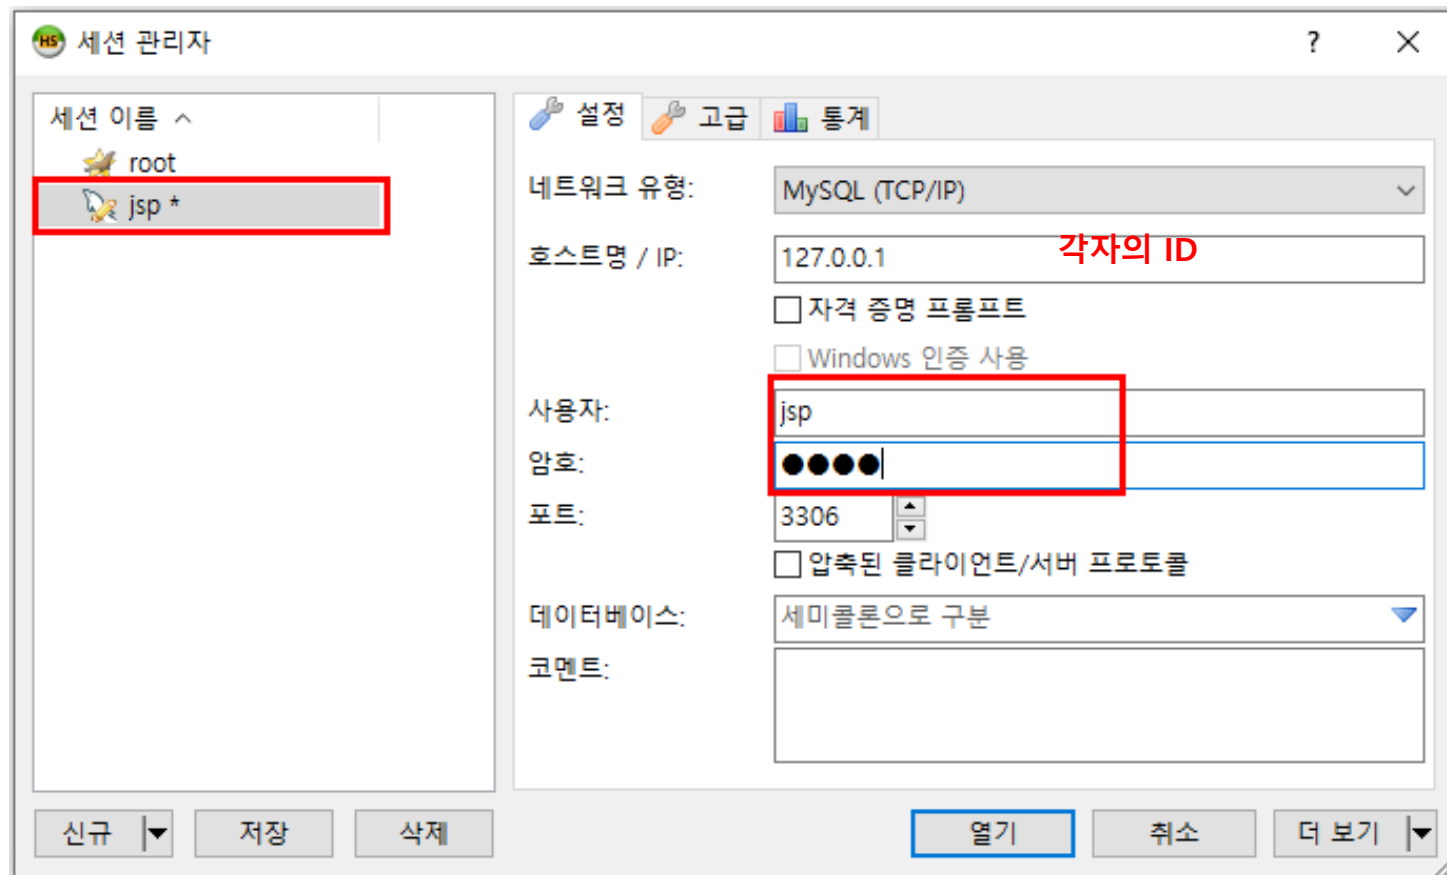 HS 세션 관리자 ?
세션 이름
root
jsp *
설정 고급 통계
네트워크 유형: MySQL (TCP/IP)
호스트명 / IP: 127.0.0.1 각자의 ID
자격 증명 프롬프트
Windows 인증 사용
사용자: jsp
암호: ●●●●
포트: 3306
압축된 클라이언트/서버 프로토콜
데이터베이스: 세미콜론으로 구분
코멘트:
신규 저장 삭제 열기 취소 더 보기